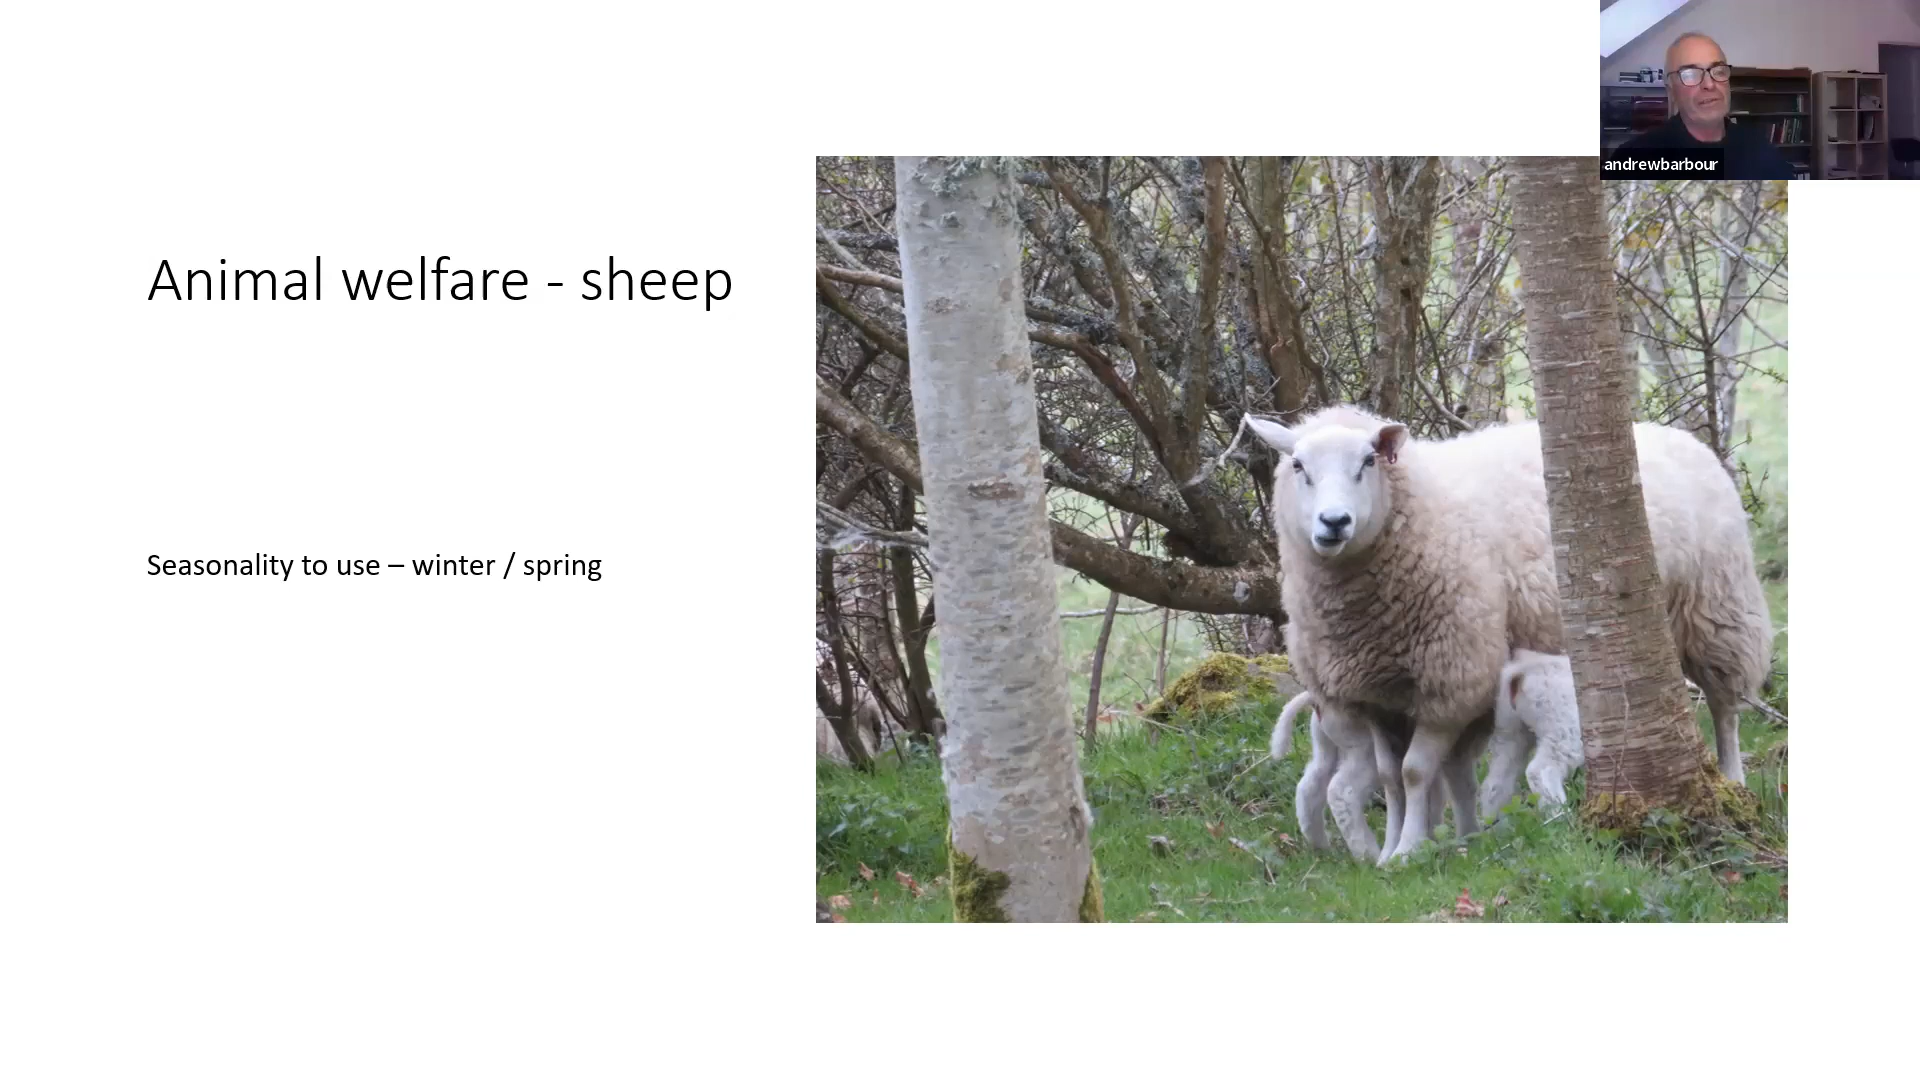 andrewbarbour
Animal welfare - sheep
Seasonality to use – winter / spring